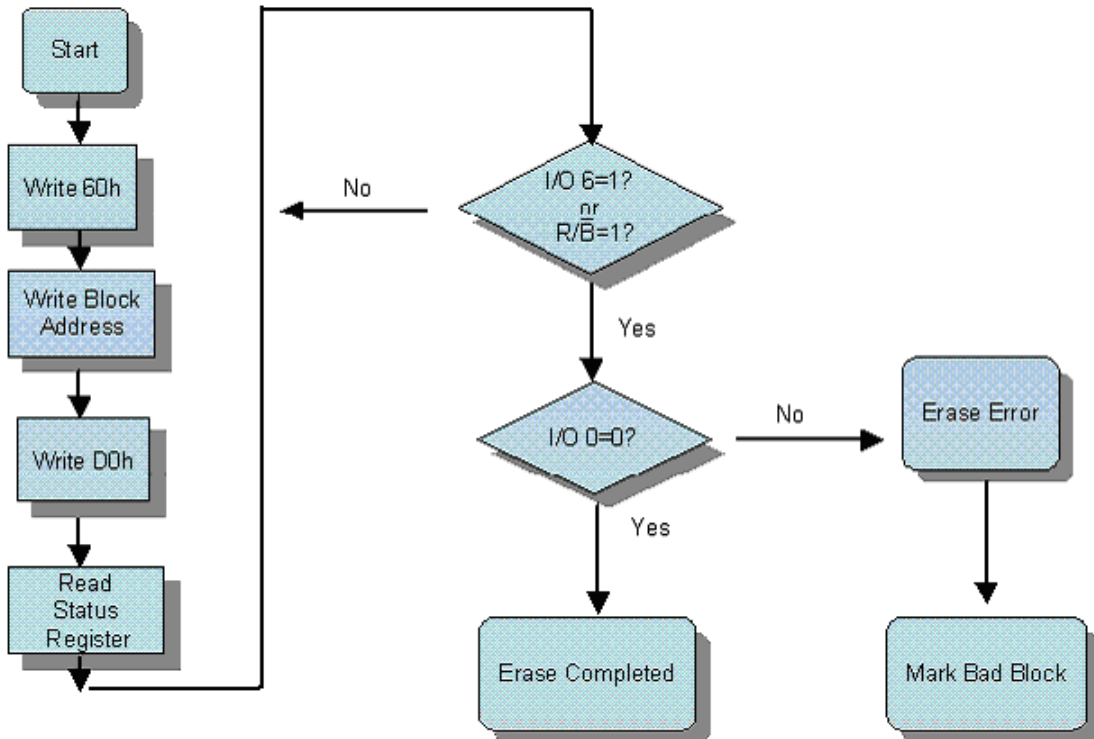 Start
Write 60h
Write Block
Address
Write D0h
Read
Status
Register
I/O 6=1?
or
R/B̅=1?
No
Yes
I/O 0=0?
No
Yes
Erase Error
Erase Completed
Mark Bad Block